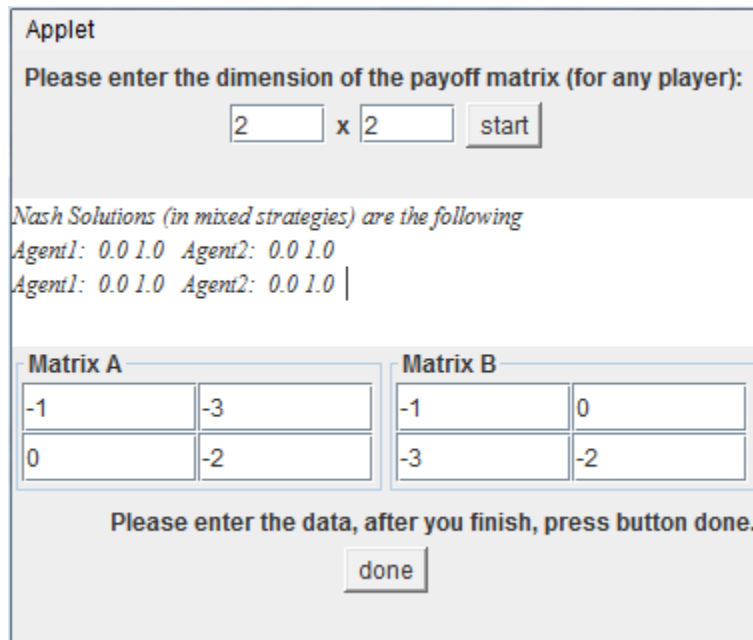 Applet
Please enter the dimension of the payoff matrix (for any player):
2 x 2 start
Nash Solutions (in mixed strategies) are the following
Agent1: 0.0 1.0 Agent2: 0.0 1.0
Agent1: 0.0 1.0 Agent2: 0.0 1.0
Matrix A Matrix B
-1 -3 -1 0
0 -2 -3 -2
Please enter the data, after you finish, press button done.
done